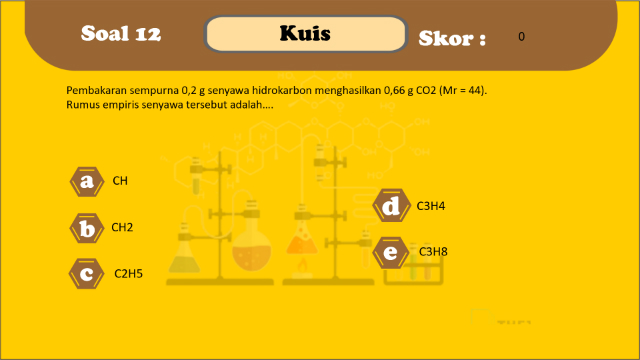 Soal 12
Kuis
Skor :
0
Pembakaran sempurna 0,2 g senyawa hidrokarbon menghasilkan 0,66 g CO2 (Mr = 44).
Rumus empiris senyawa tersebut adalah....
a CH
b CH2
c C2H5
d C3H4
e C3H8